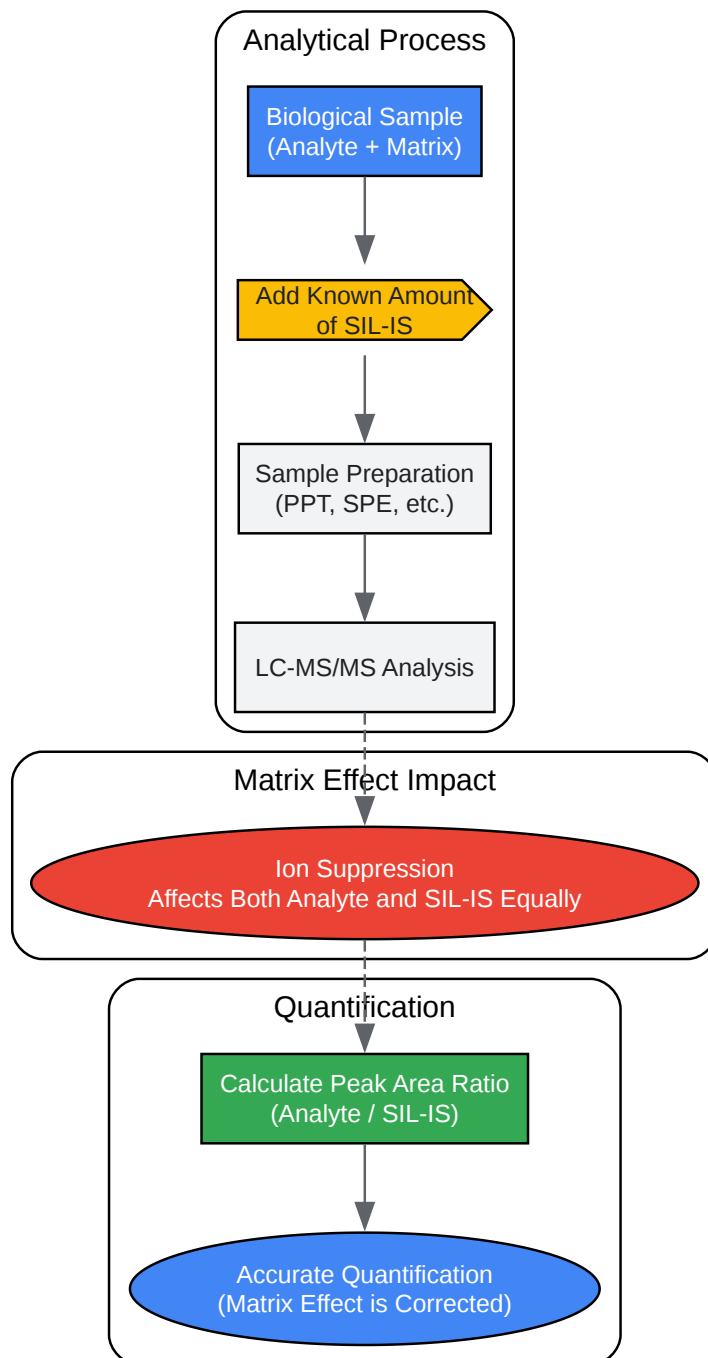 Analytical Process
Biological Sample
(Analyte + Matrix)
Add Known Amount
of SIL-IS
Sample Preparation
(PPT, SPE, etc.)
LC-MS/MS Analysis
Matrix Effect Impact
Ion Suppression
Affects Both Analyte and SIL-IS Equally
Quantification
Calculate Peak Area Ratio
(Analyte / SIL-IS)
Accurate Quantification
(Matrix Effect is Corrected)